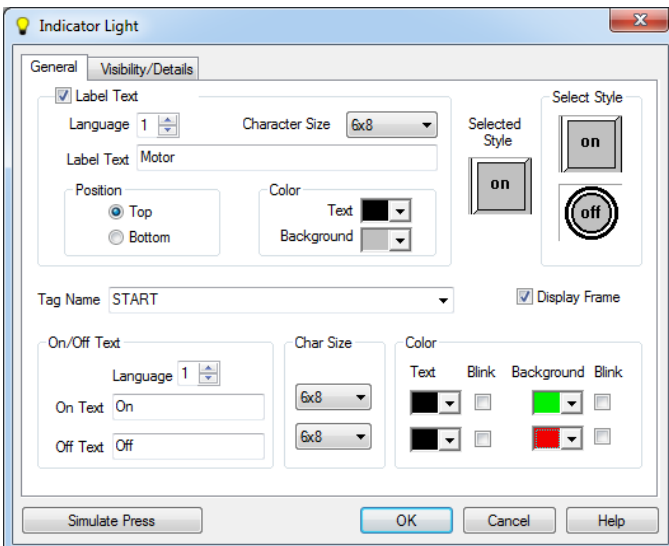 Indicator Light
General Visibility/Details
Label Text
Language 1 Character Size 6x8
Label Text Motor
Position
Top
Bottom
Color
Text
Background
Selected Style
on
Select Style
on
off
Tag Name START
Display Frame
On/Off Text
Language 1
On Text On
Off Text Off
Char Size
6x8
6x8
Color
Text Blink Background Blink
Simulate Press OK Cancel Help